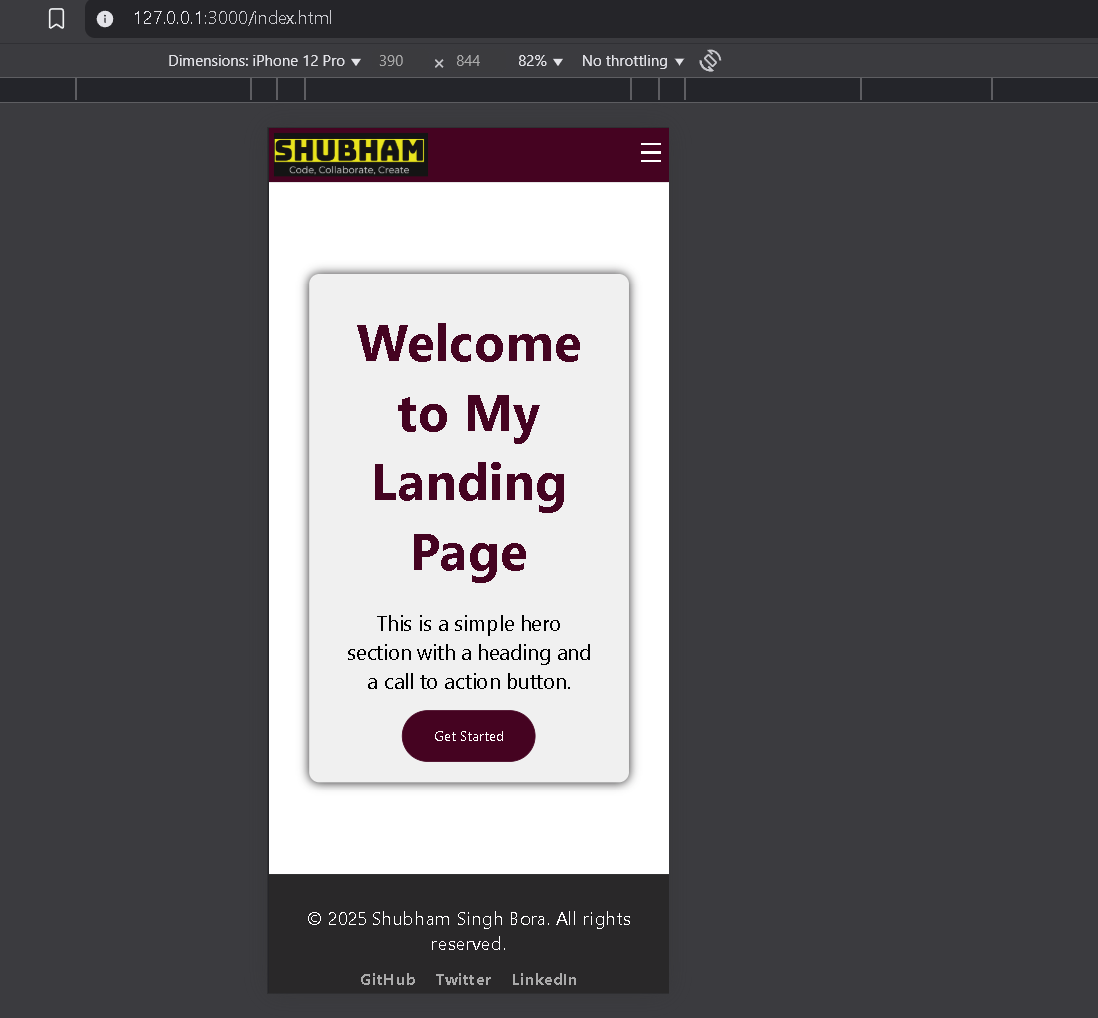 127.0.0.1:3000/index.html
Dimensions: iPhone 12 Pro 390 × 844 82% No throttling
SHUBHAM
Code, Collaborate, Create
Welcome
to My
Landing
Page
This is a simple hero
section with a heading and
a call to action button.
Get Started
© 2025 Shubham Singh Bora. All rights
reserved.
GitHub Twitter LinkedIn